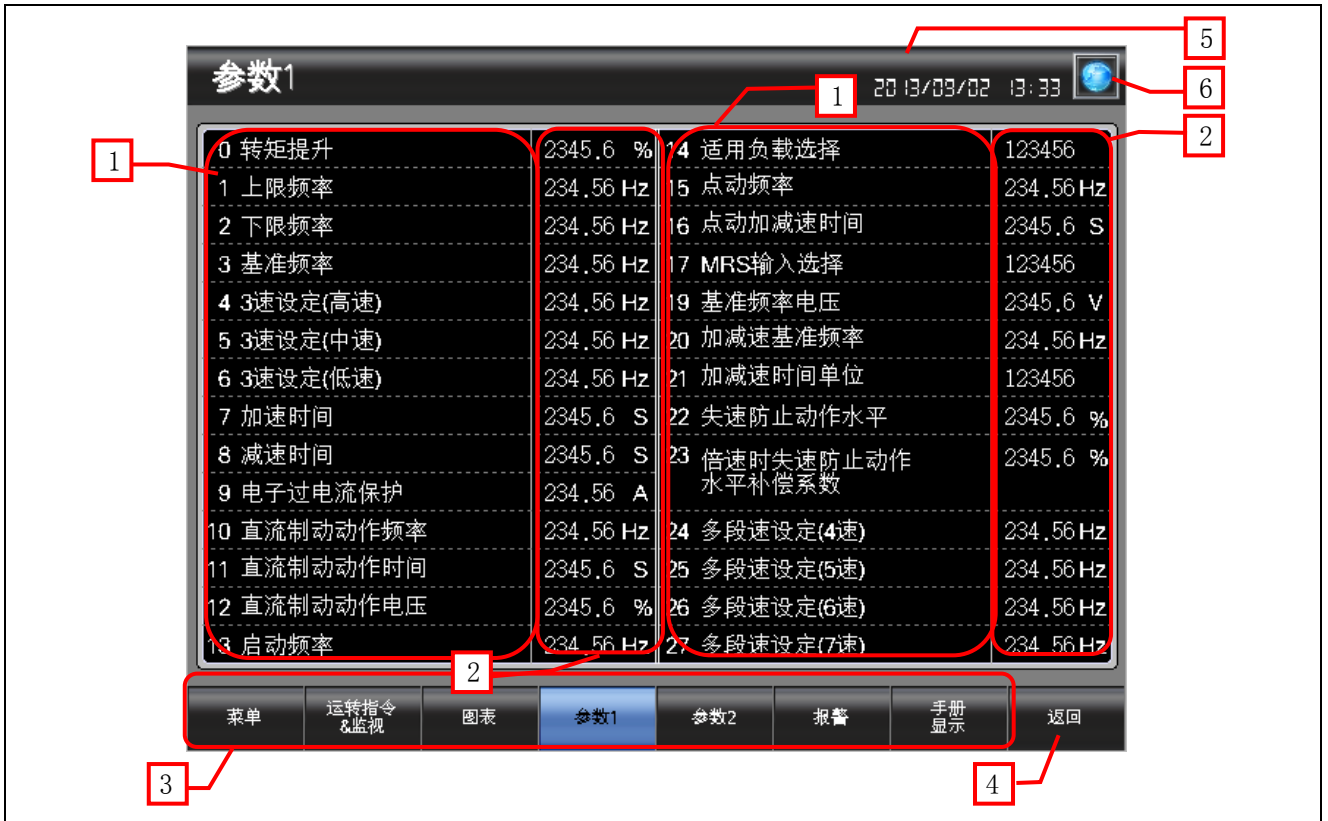 5
参数1
2013/09/02 13:33
6
1
1
2
0 转矩提升 2345.6 % 14 适用负载选择 123456
1 上限频率 234.56 Hz 15 点动频率 234.56 Hz
2 下限频率 234.56 Hz 16 点动加减速时间 2345.6 S
3 基准频率 234.56 Hz 17 MRS输入选择 123456
4 3速设定(高速) 234.56 Hz 19 基准频率电压 2345.6 V
5 3速设定(中速) 234.56 Hz 20 加减速基准频率 234.56 Hz
6 3速设定(低速) 234.56 Hz 21 加减速时间单位 123456
7 加速时间 2345.6 S 22 失速防止动作水平 2345.6 %
8 减速时间 2345.6 S 23 倍速时失速防止动作 2345.6 %
水平补偿系数
9 电子过电流保护 234.56 A
10 直流制动动作频率 234.56 Hz 24 多段速设定(4速) 234.56 Hz
11 直流制动动作时间 2345.6 S 25 多段速设定(5速) 234.56 Hz
12 直流制动动作电压 2345.6 % 26 多段速设定(6速) 234.56 Hz
13 启动频率 234.56 Hz 27 多段速设定(7速) 234.56 Hz
2
菜单 运转指令 图表 参数1 参数2 报警 手册 返回
&监视 显示
3
4